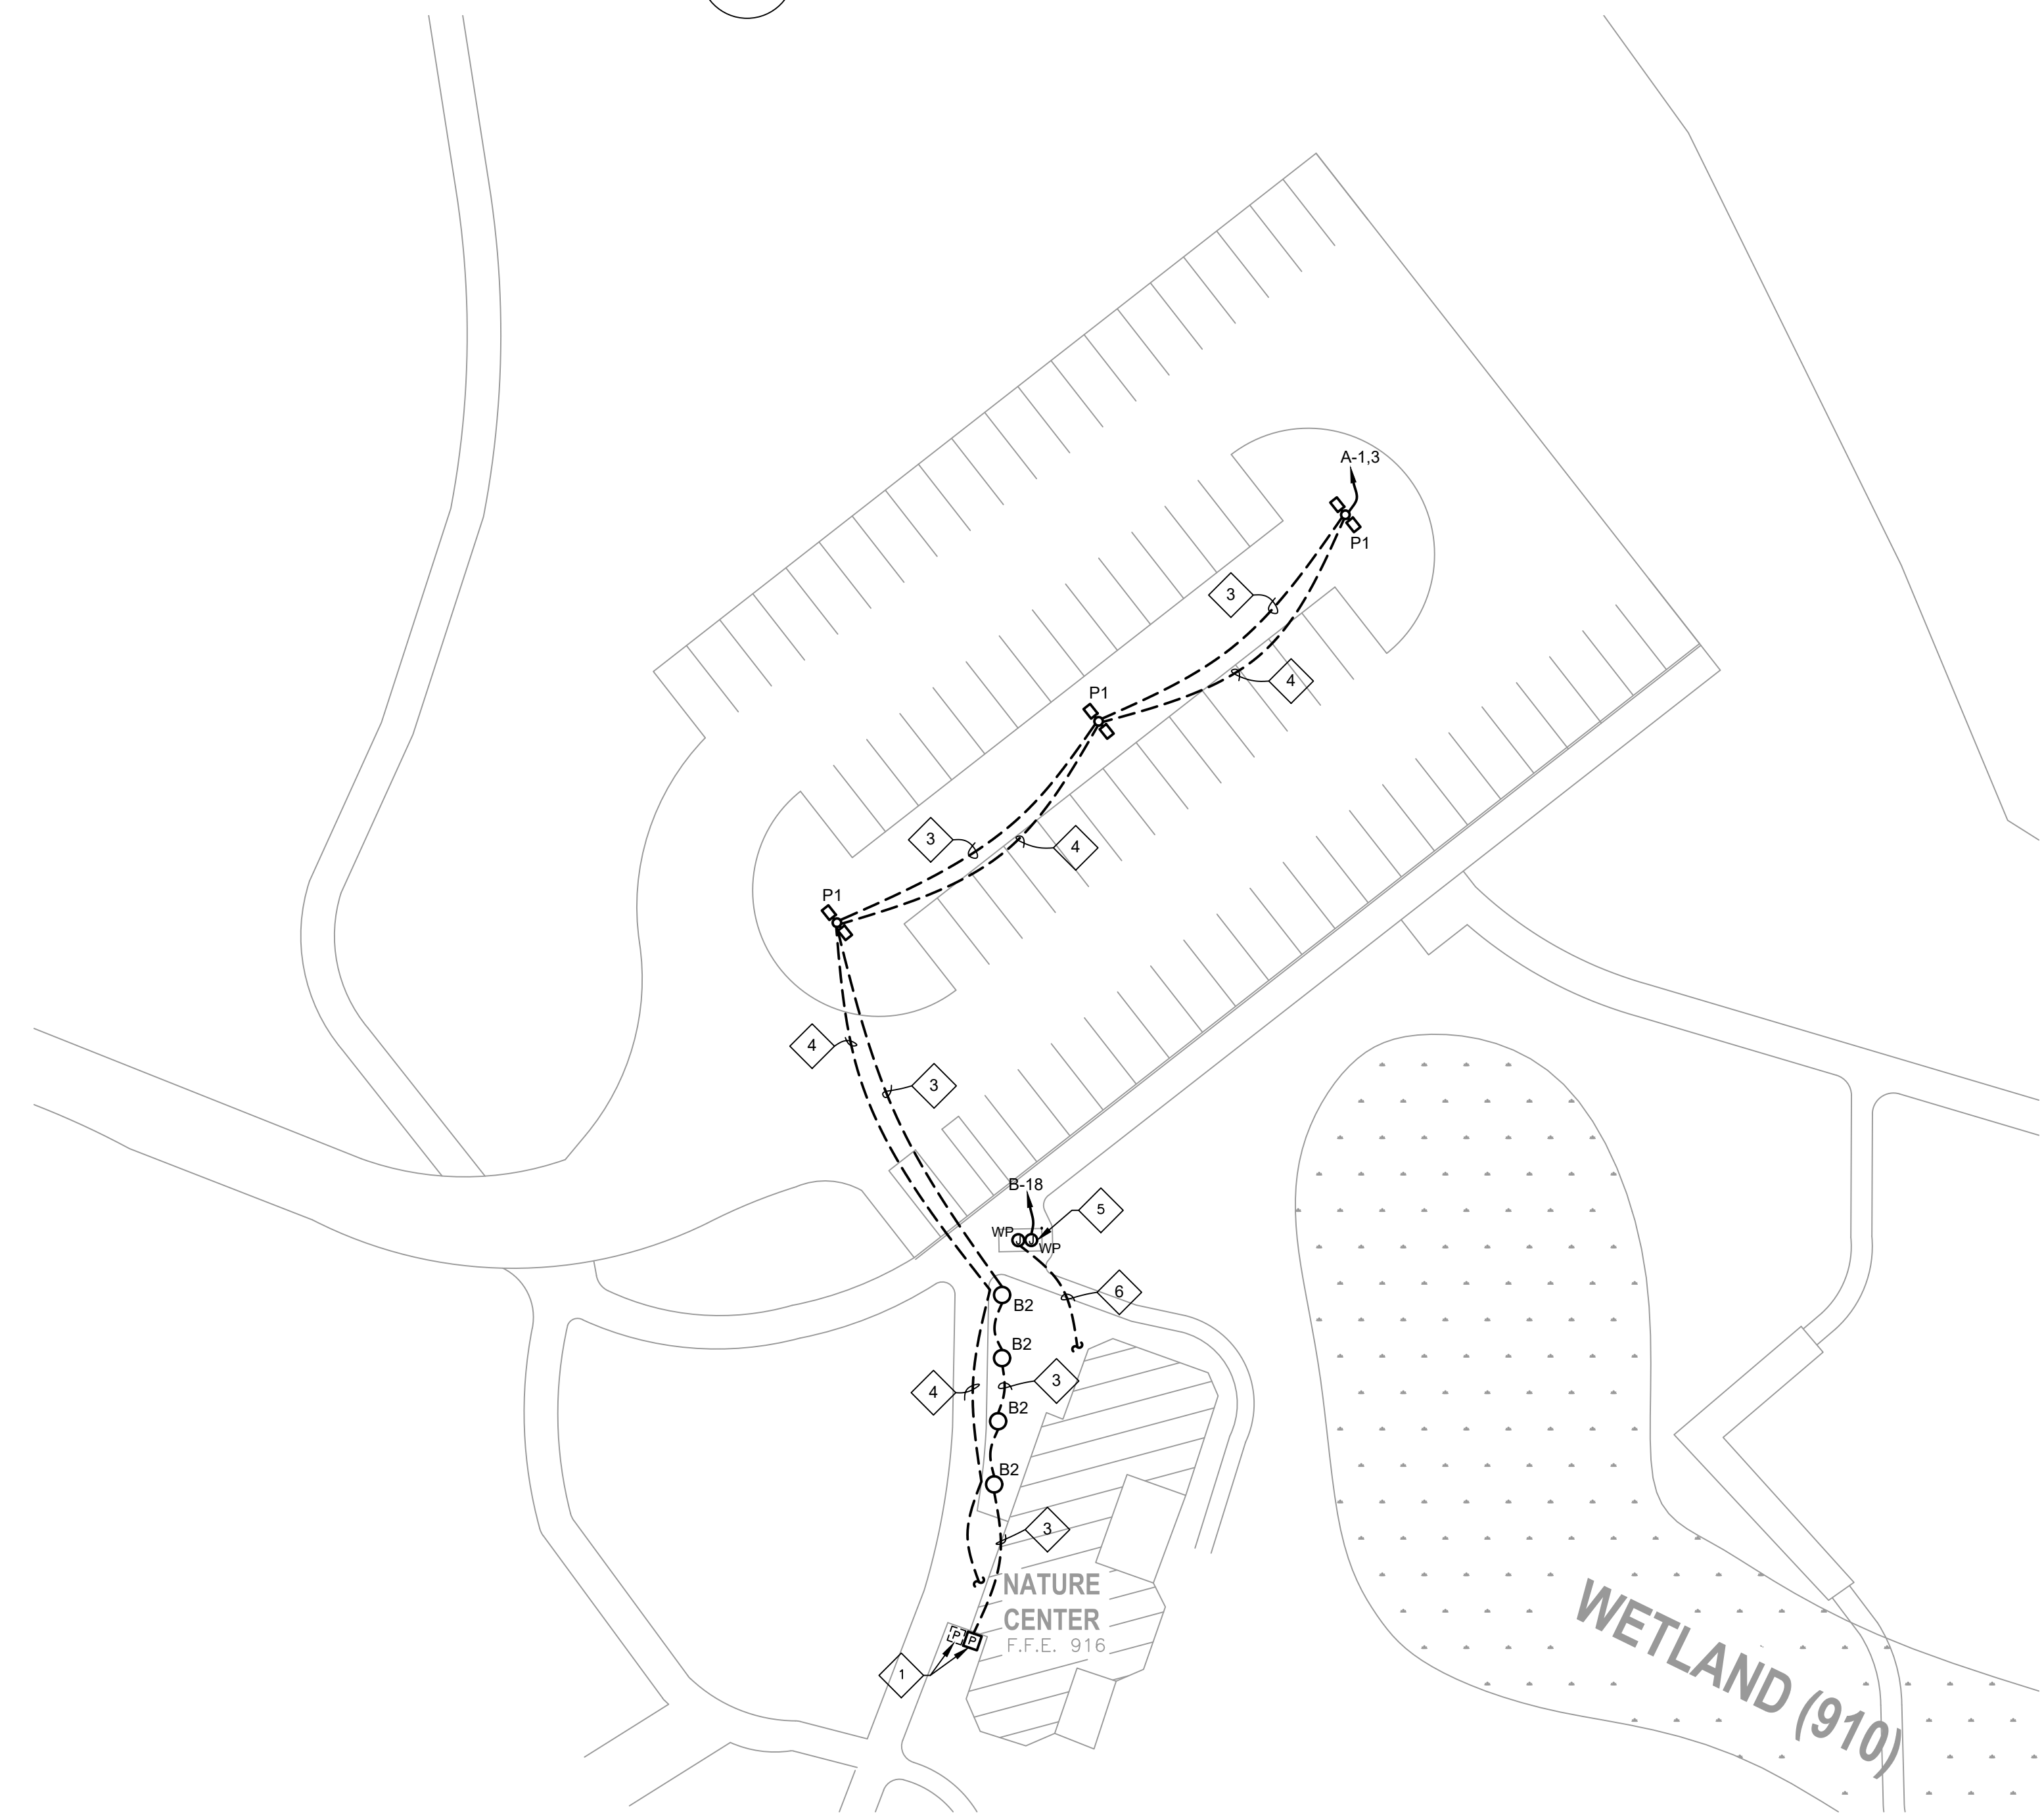 A-1,3
P1
3
4
P1
3
4
P1
4
3
B-18
5
WP
J
J
WP
6
B2
B2
3
4
B2
B2
3
NATURE
CENTER
F.F.E. 916
P
P
1
WETLAND (910)